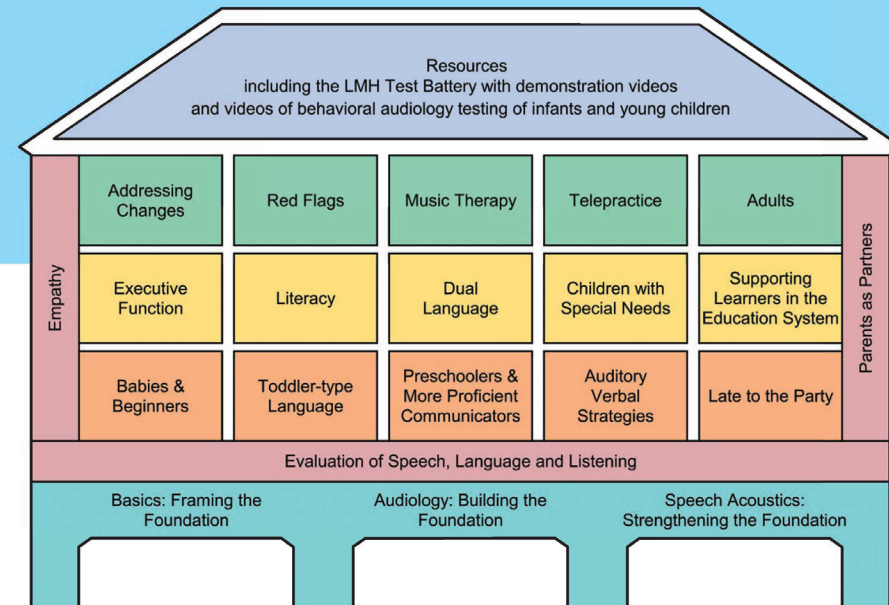 Resources
including the LMH Test Battery with demonstration videos
and videos of behavioral audiology testing of infants and young children
Empathy
Addressing
Changes
Red Flags
Music Therapy
Telepractice
Adults
Executive
Function
Literacy
Dual
Language
Children with
Special Needs
Supporting
Learners in the
Education System
Babies &
Beginners
Toddler-type
Language
Preschoolers &
More Proficient
Communicators
Auditory
Verbal
Strategies
Late to the Party
Parents as Partners
Evaluation of Speech, Language and Listening
Basics: Framing the
Foundation
Audiology: Building the
Foundation
Speech Acoustics:
Strengthening the Foundation